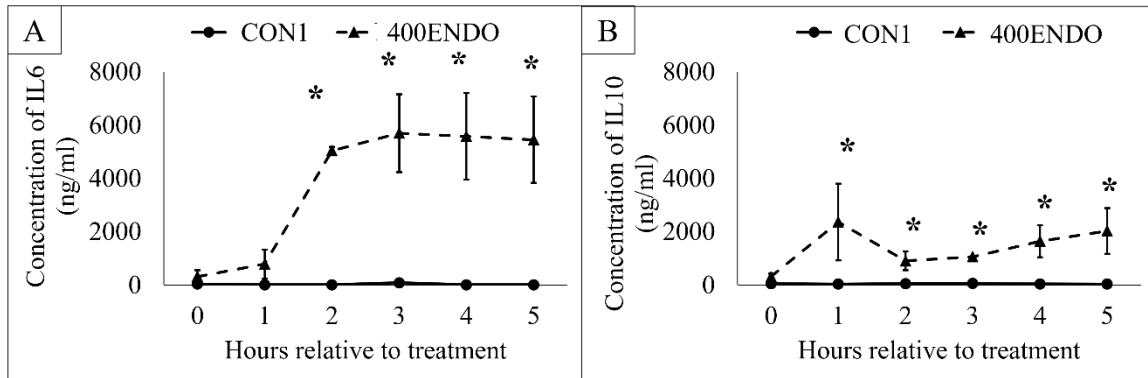 A
CON1 400ENDO
* * * *
8000
6000
4000
2000
0
Concentration of IL6
(ng/ml)
0 1 2 3 4 5
Hours relative to treatment
B
CON1 400ENDO
* * * * *
8000
6000
4000
2000
0
Concentration of IL10
(ng/ml)
0 1 2 3 4 5
Hours relative to treatment